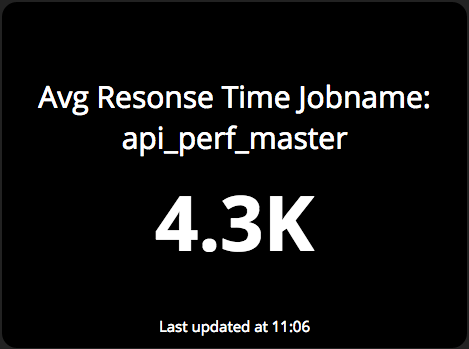 Avg Resonse Time Jobname:
api_perf_master
4.3K
Last updated at 11:06